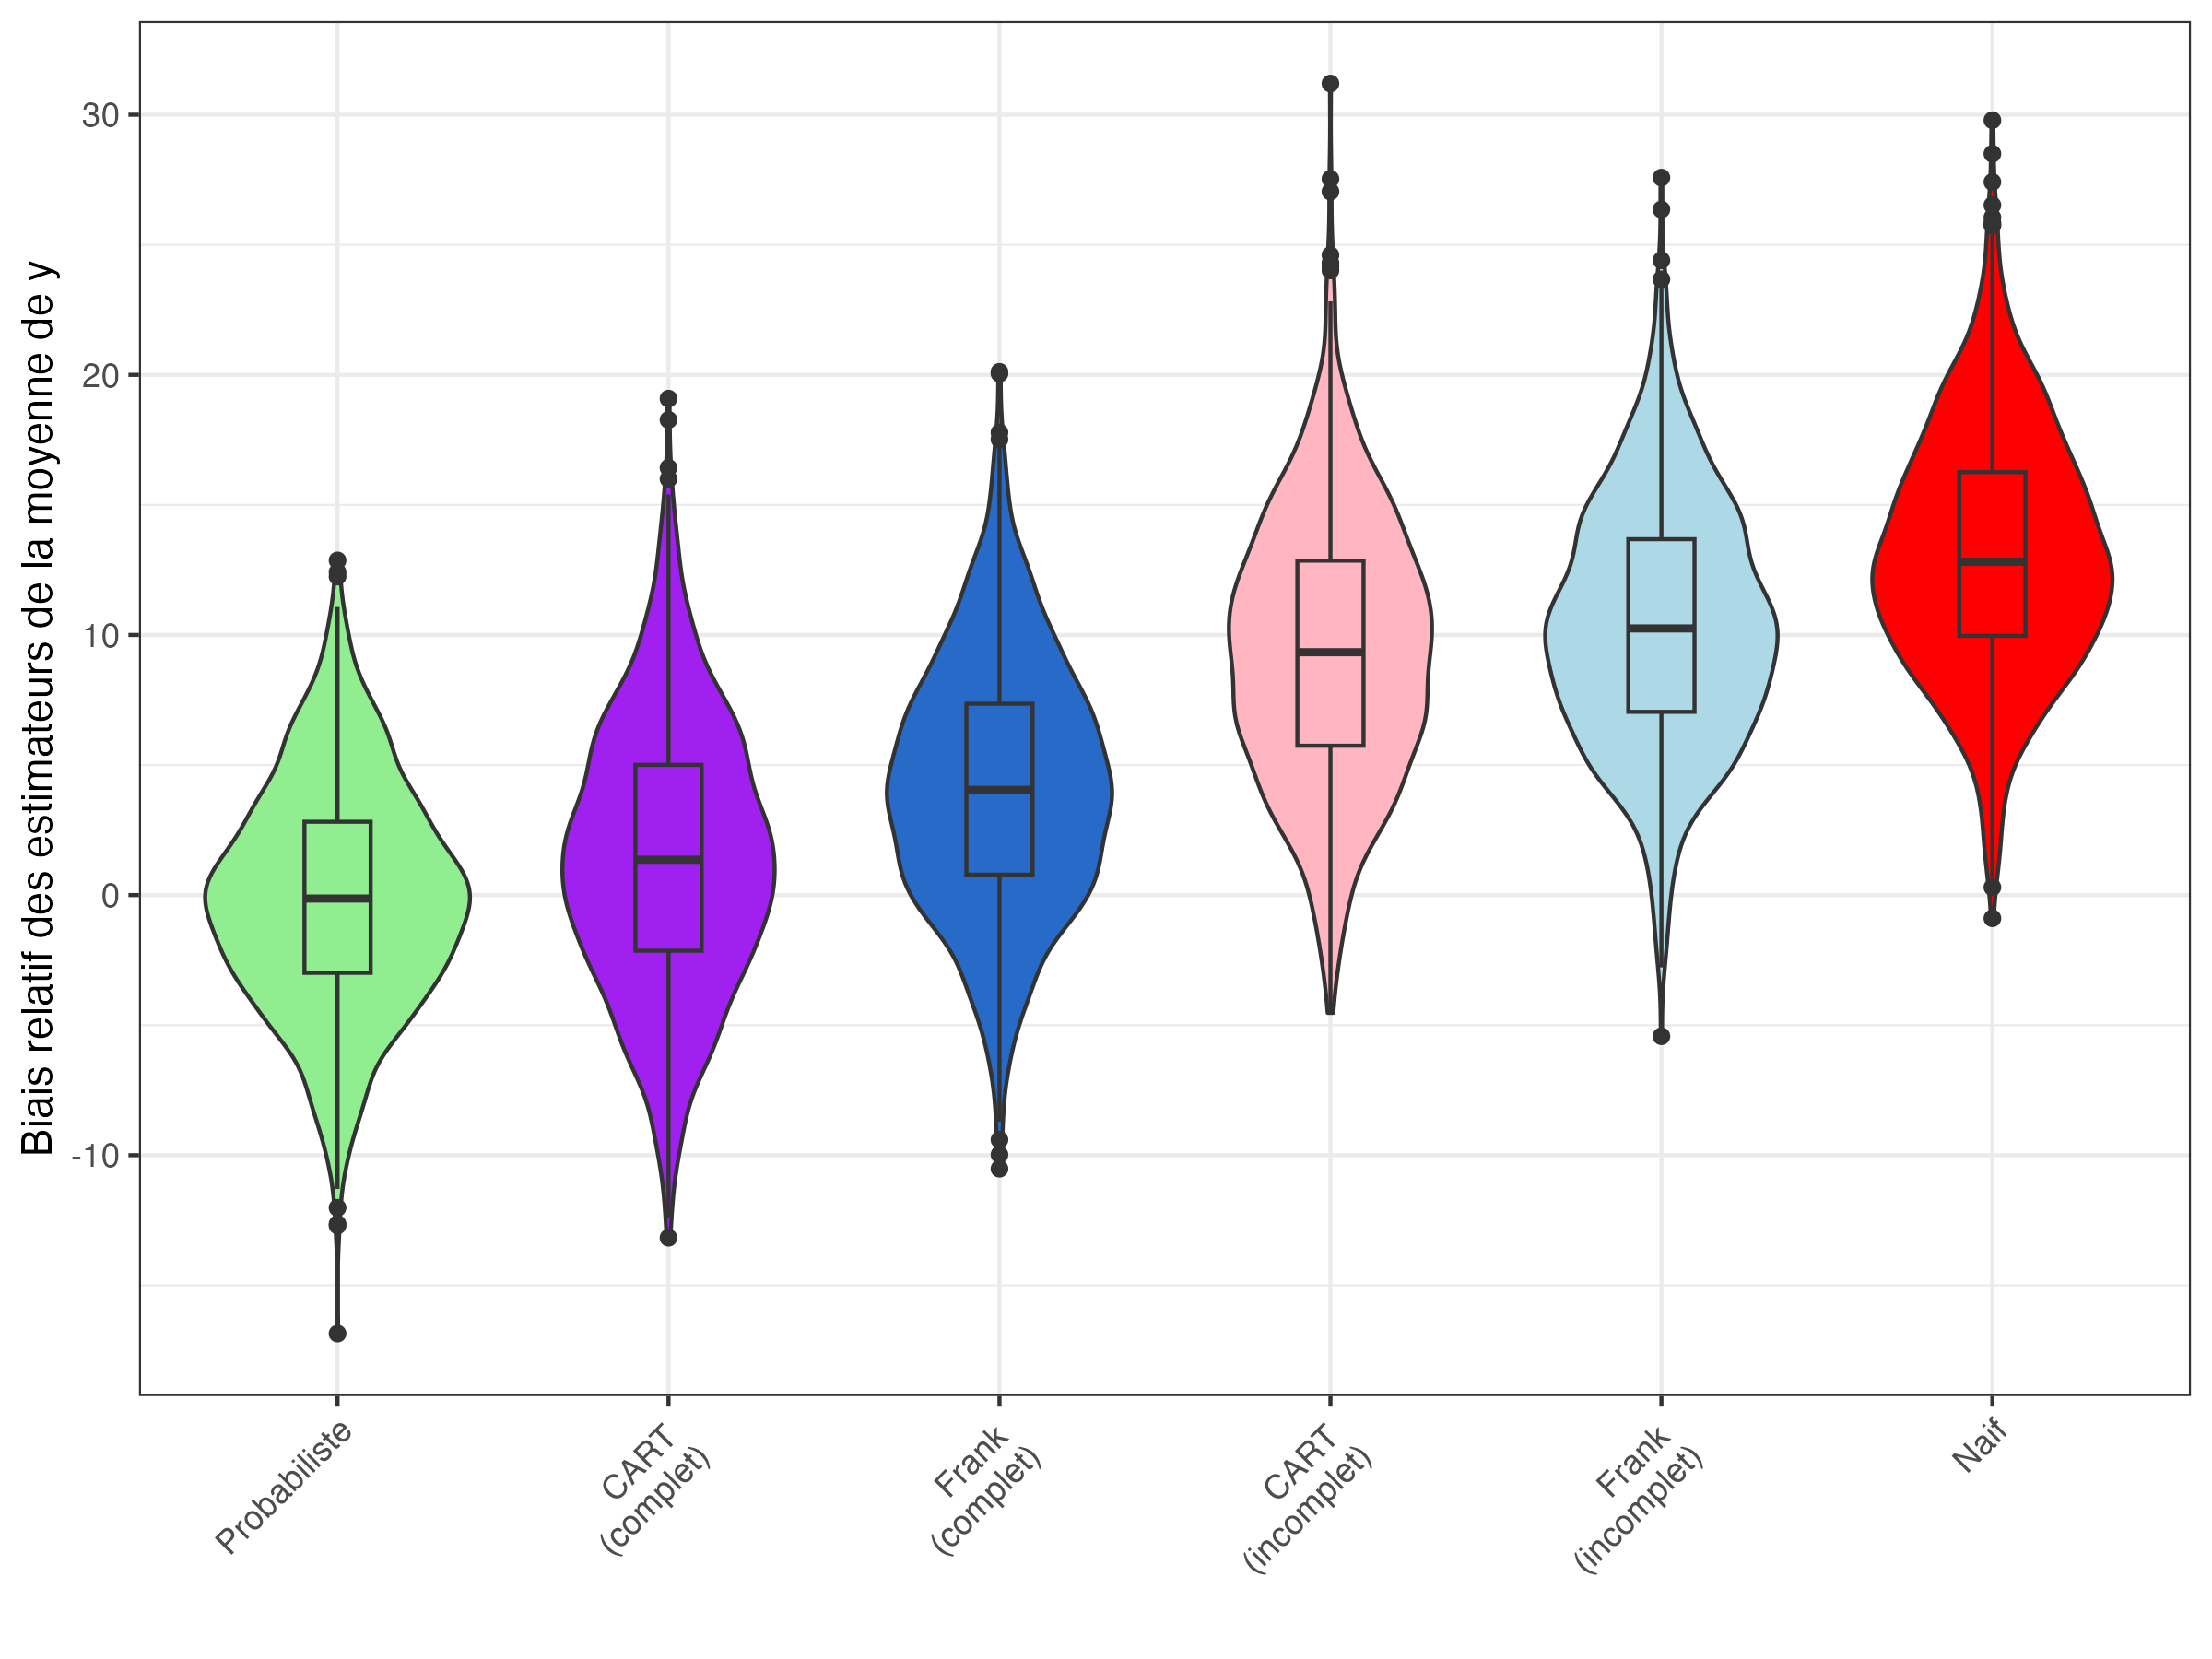 Biais relatif des estimateurs de la moyenne de y
30
20
10
0
-10
Probabiliste
CART
(complet)
Frank
(complet)
CART
(incomplet)
Frank
(incomplet)
Naif